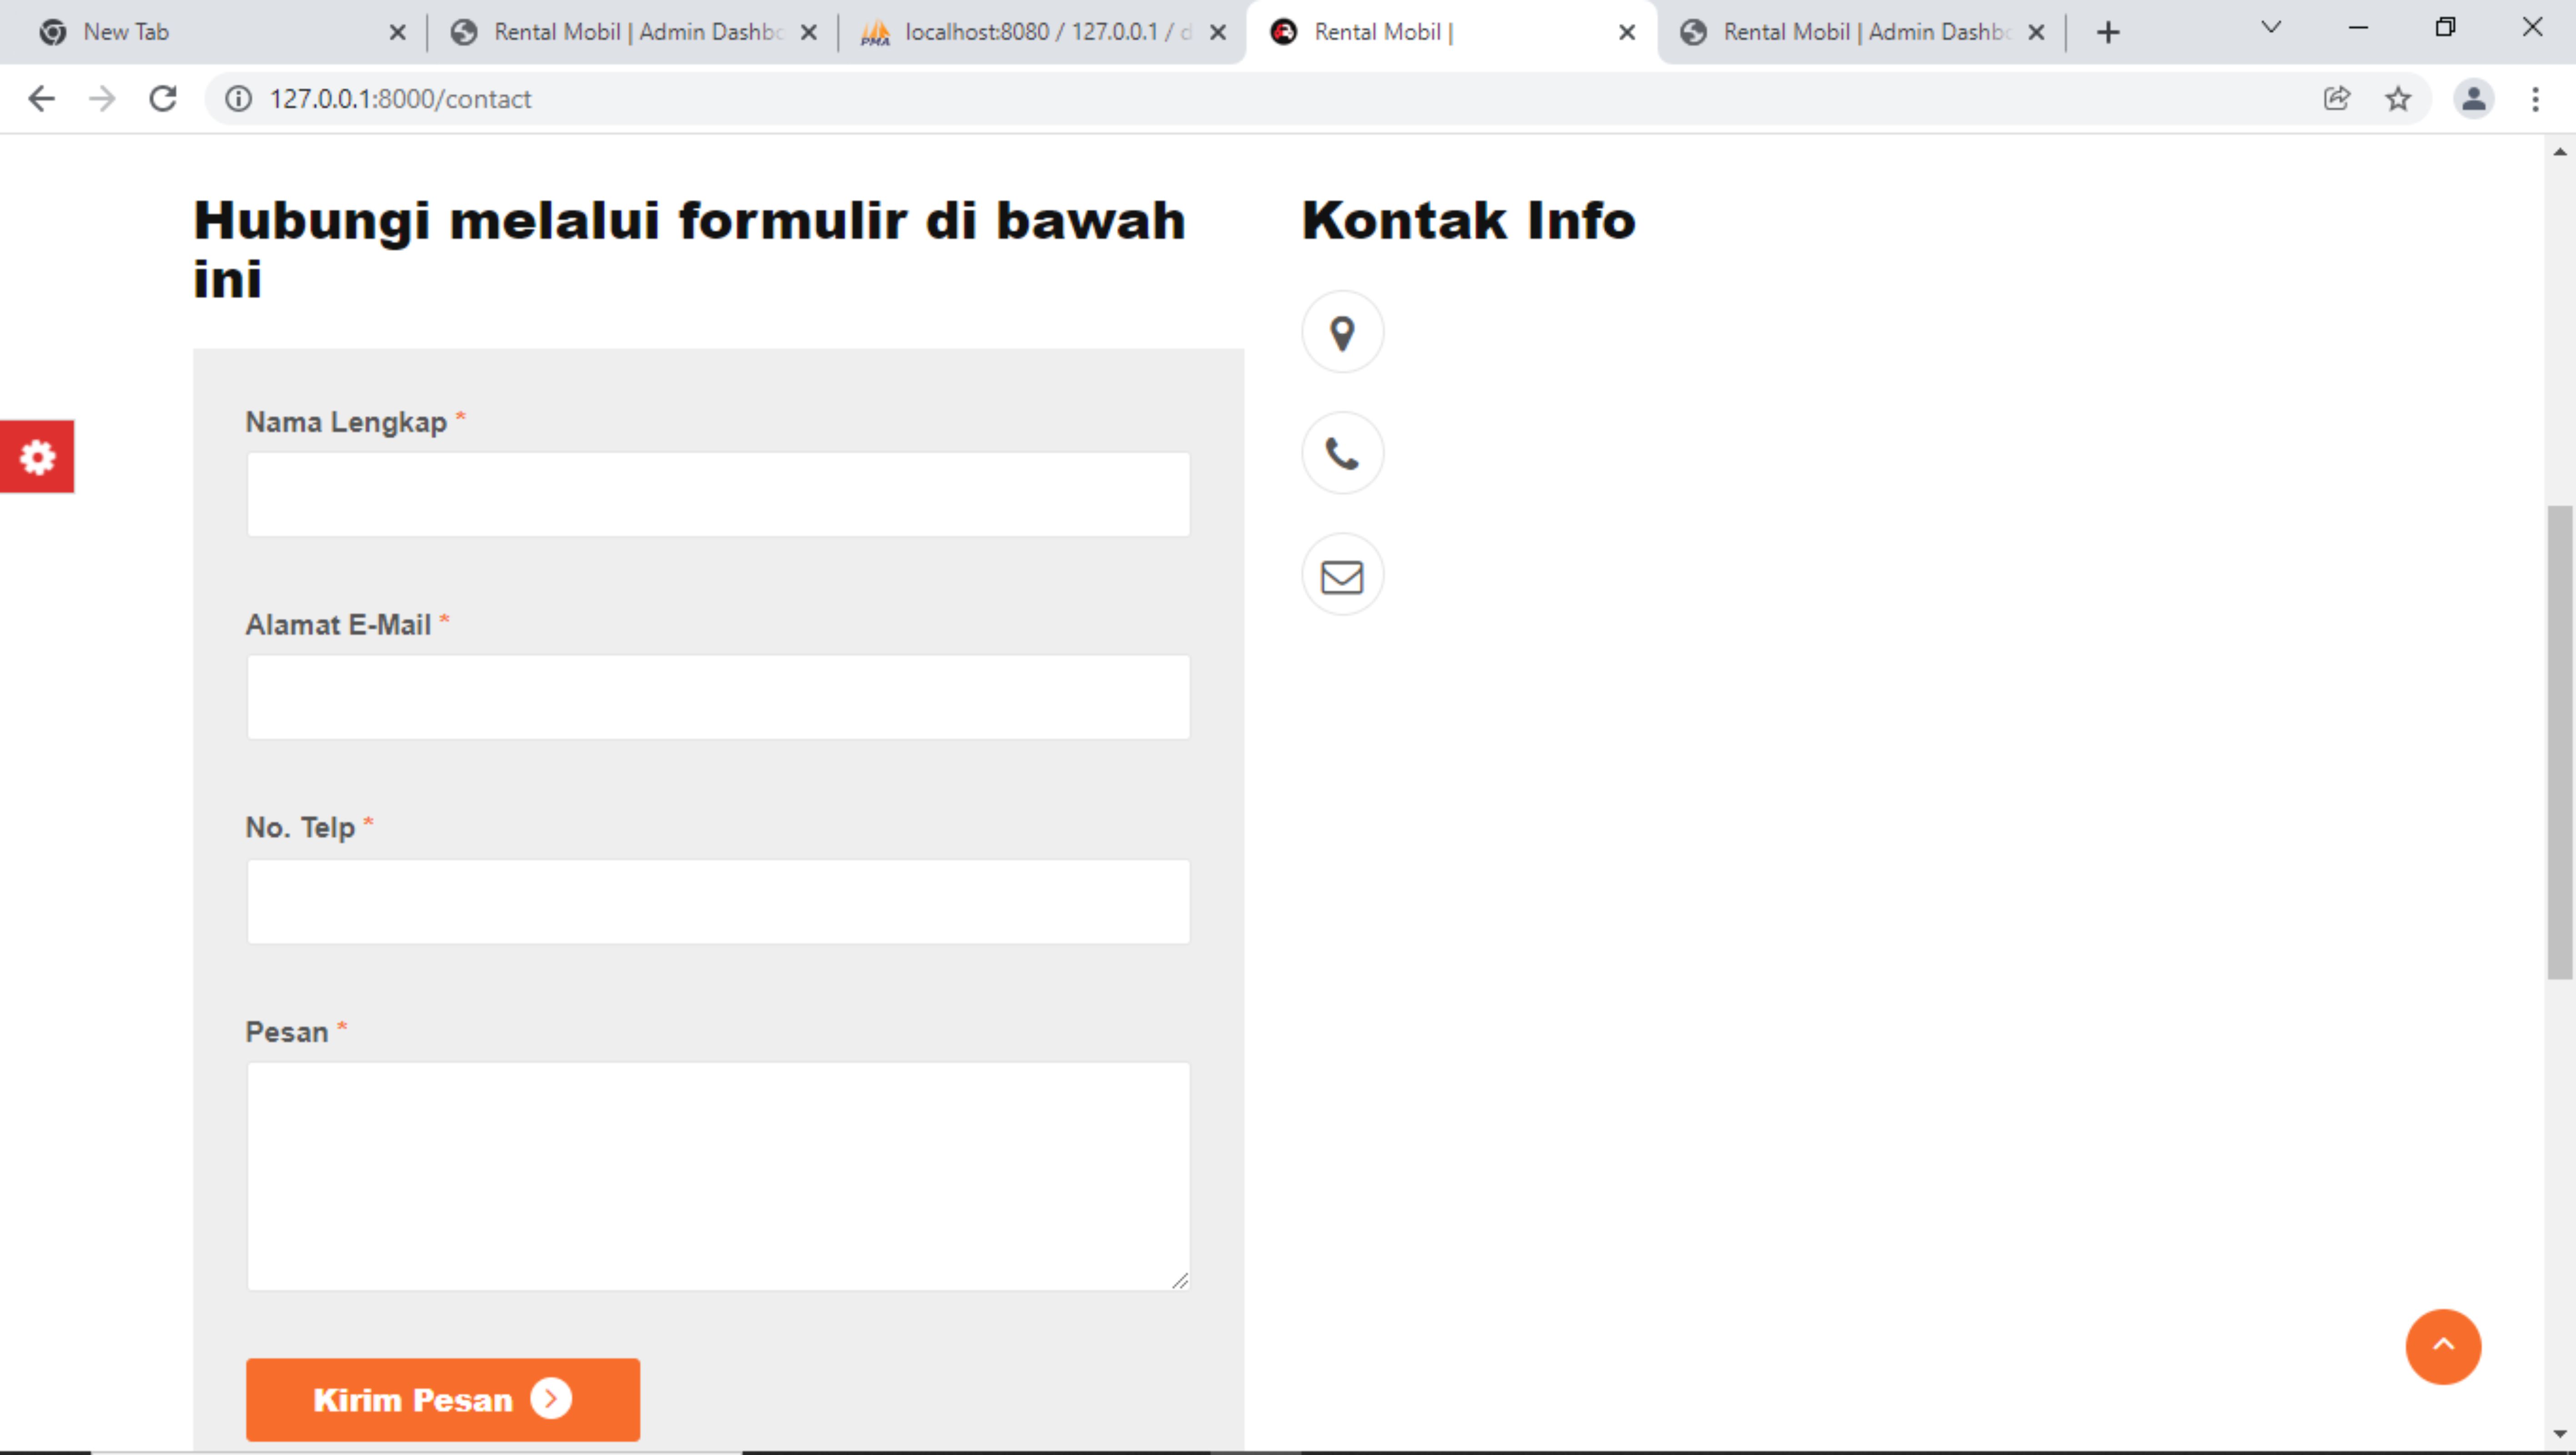 New Tab
Rental Mobil | Admin Dashbo
localhost:8080 / 127.0.0.1 / d
Rental Mobil |
Rental Mobil | Admin Dashbo
127.0.0.1:8000/contact
Hubungi melalui formulir di bawah
ini
Nama Lengkap *
Alamat E-Mail *
No. Telp *
Pesan *
Kirim Pesan
Kontak Info